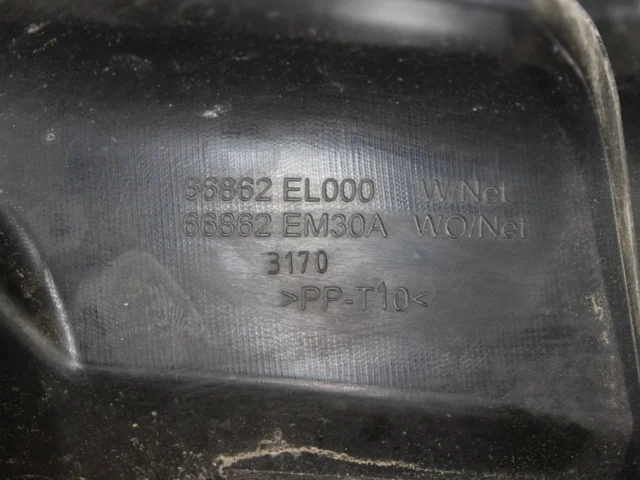 66862 EL000 W/Net
66862 EM30A WO/Net
3170
>PP-T10<